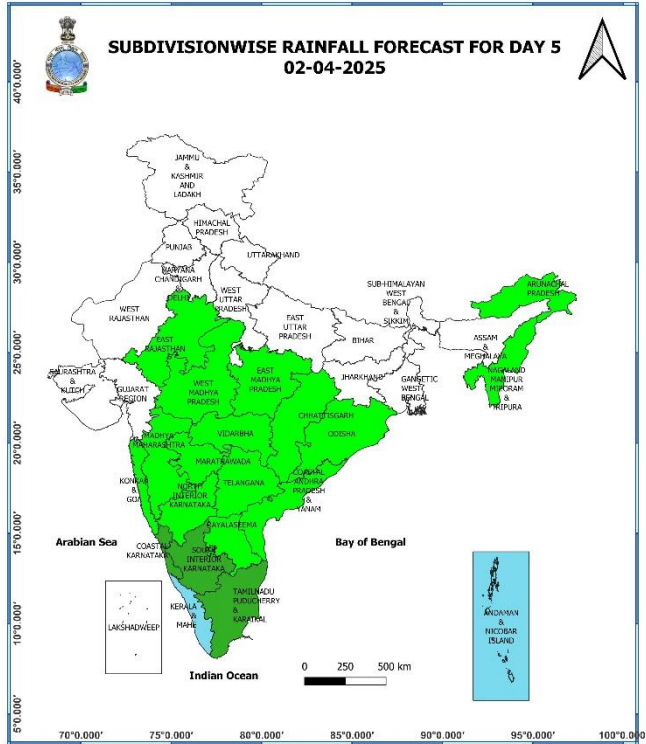 SUBDIVISIONWISE RAINFALL FORECAST FOR DAY 5
02-04-2025
40°0.000'
35°0.000'
30°0.000'
25°0.000'
20°0.000'
15°0.000'
10°0.000'
5°0.000'
JAMMU
&
KASHMIR
AND
LADAKH
HIMACHAL
PRADESH
PUNJAB
UTTARAKHAND
HARYANA
CHANDIGARH
&
DELHI
WEST
RAJASTHAN
WEST
UTTAR
PRADESH
EAST
UTTAR
PRADESH
SUB-HIMALAYAN
WEST
BENGAL
&
SIKKIM
ARUNACHAL
PRADESH
EAST
RAJASTHAN
BIHAR
ASSAM
&
MEGHALAYA
SAURASHTRA
&
KUTCH
GUJARAT
REGION
WEST
MADHYA
PRADESH
EAST
MADHYA
PRADESH
JHARKHAND
GANGETIC
WEST
BENGAL
NAGALAND
MANIPUR
MIZORAM
&
TRIPURA
CHHATTISGARH
MADHYA
MAHARASHTRA
VIDARBHA
ODISHA
MARATHWADA
KONKAN
&
GOA
NORTH
INTERIOR
KARNATAKA
TELANGANA
COASTAL
ANDHRA
PRADESH
&
YANAM
RAYALASEEMA
Arabian Sea
COASTAL
KARNATAKA
SOUTH
INTERIOR
KARNATAKA
Bay of Bengal
LAKSHADWEEP
KERALA
&
MAHE
TAMILNADU
PUDUCHERRY
&
KARAIKAL
ANDAMAN
&
NICOBAR
ISLAND
Indian Ocean
0 250 500 km
70°0.000' 75°0.000' 80°0.000' 85°0.000' 90°0.000' 95°0.000' 100°0.000'